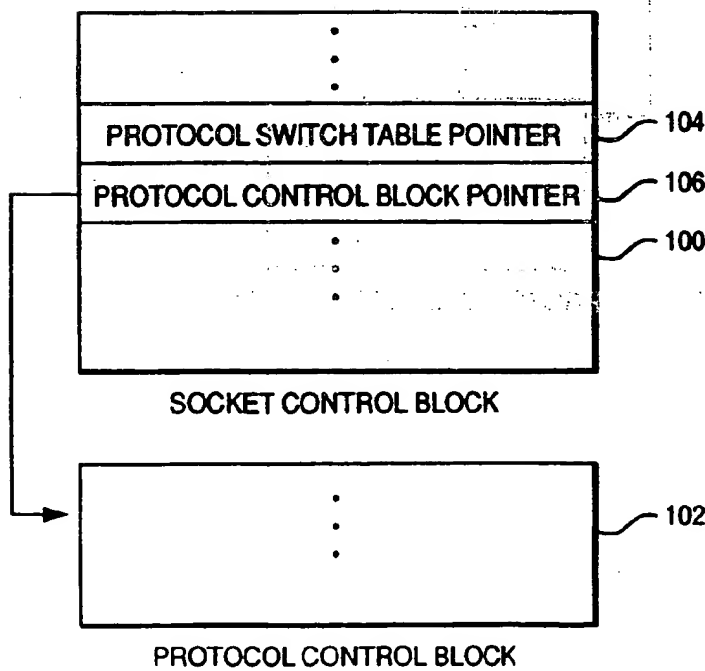 PROTOCOL SWITCH TABLE POINTER
104
PROTOCOL CONTROL BLOCK POINTER
106
100
SOCKET CONTROL BLOCK
102
PROTOCOL CONTROL BLOCK